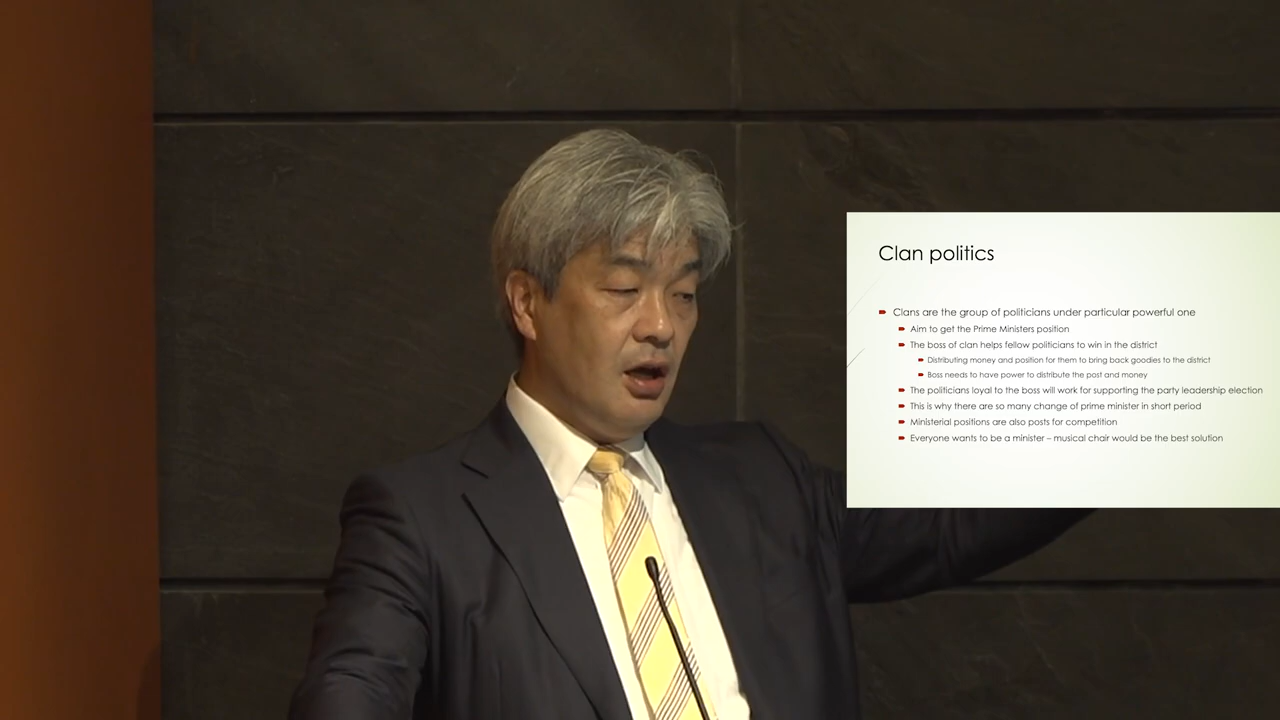 Clan politics
Clans are the group of politicians under particular powerful one
Aim to get the Prime Ministers position
The boss of clan helps fellow politicians to win in the district
Distributing money and position for them to bring back goodies to the district
Boss needs to have power to distribute the post and money
The politicians loyal to the boss will work for supporting the party leadership election
This is why there are so many change of prime minister in short period
Ministerial positions are also posts for competition
Everyone wants to be a minister – musical chair would be the best solution